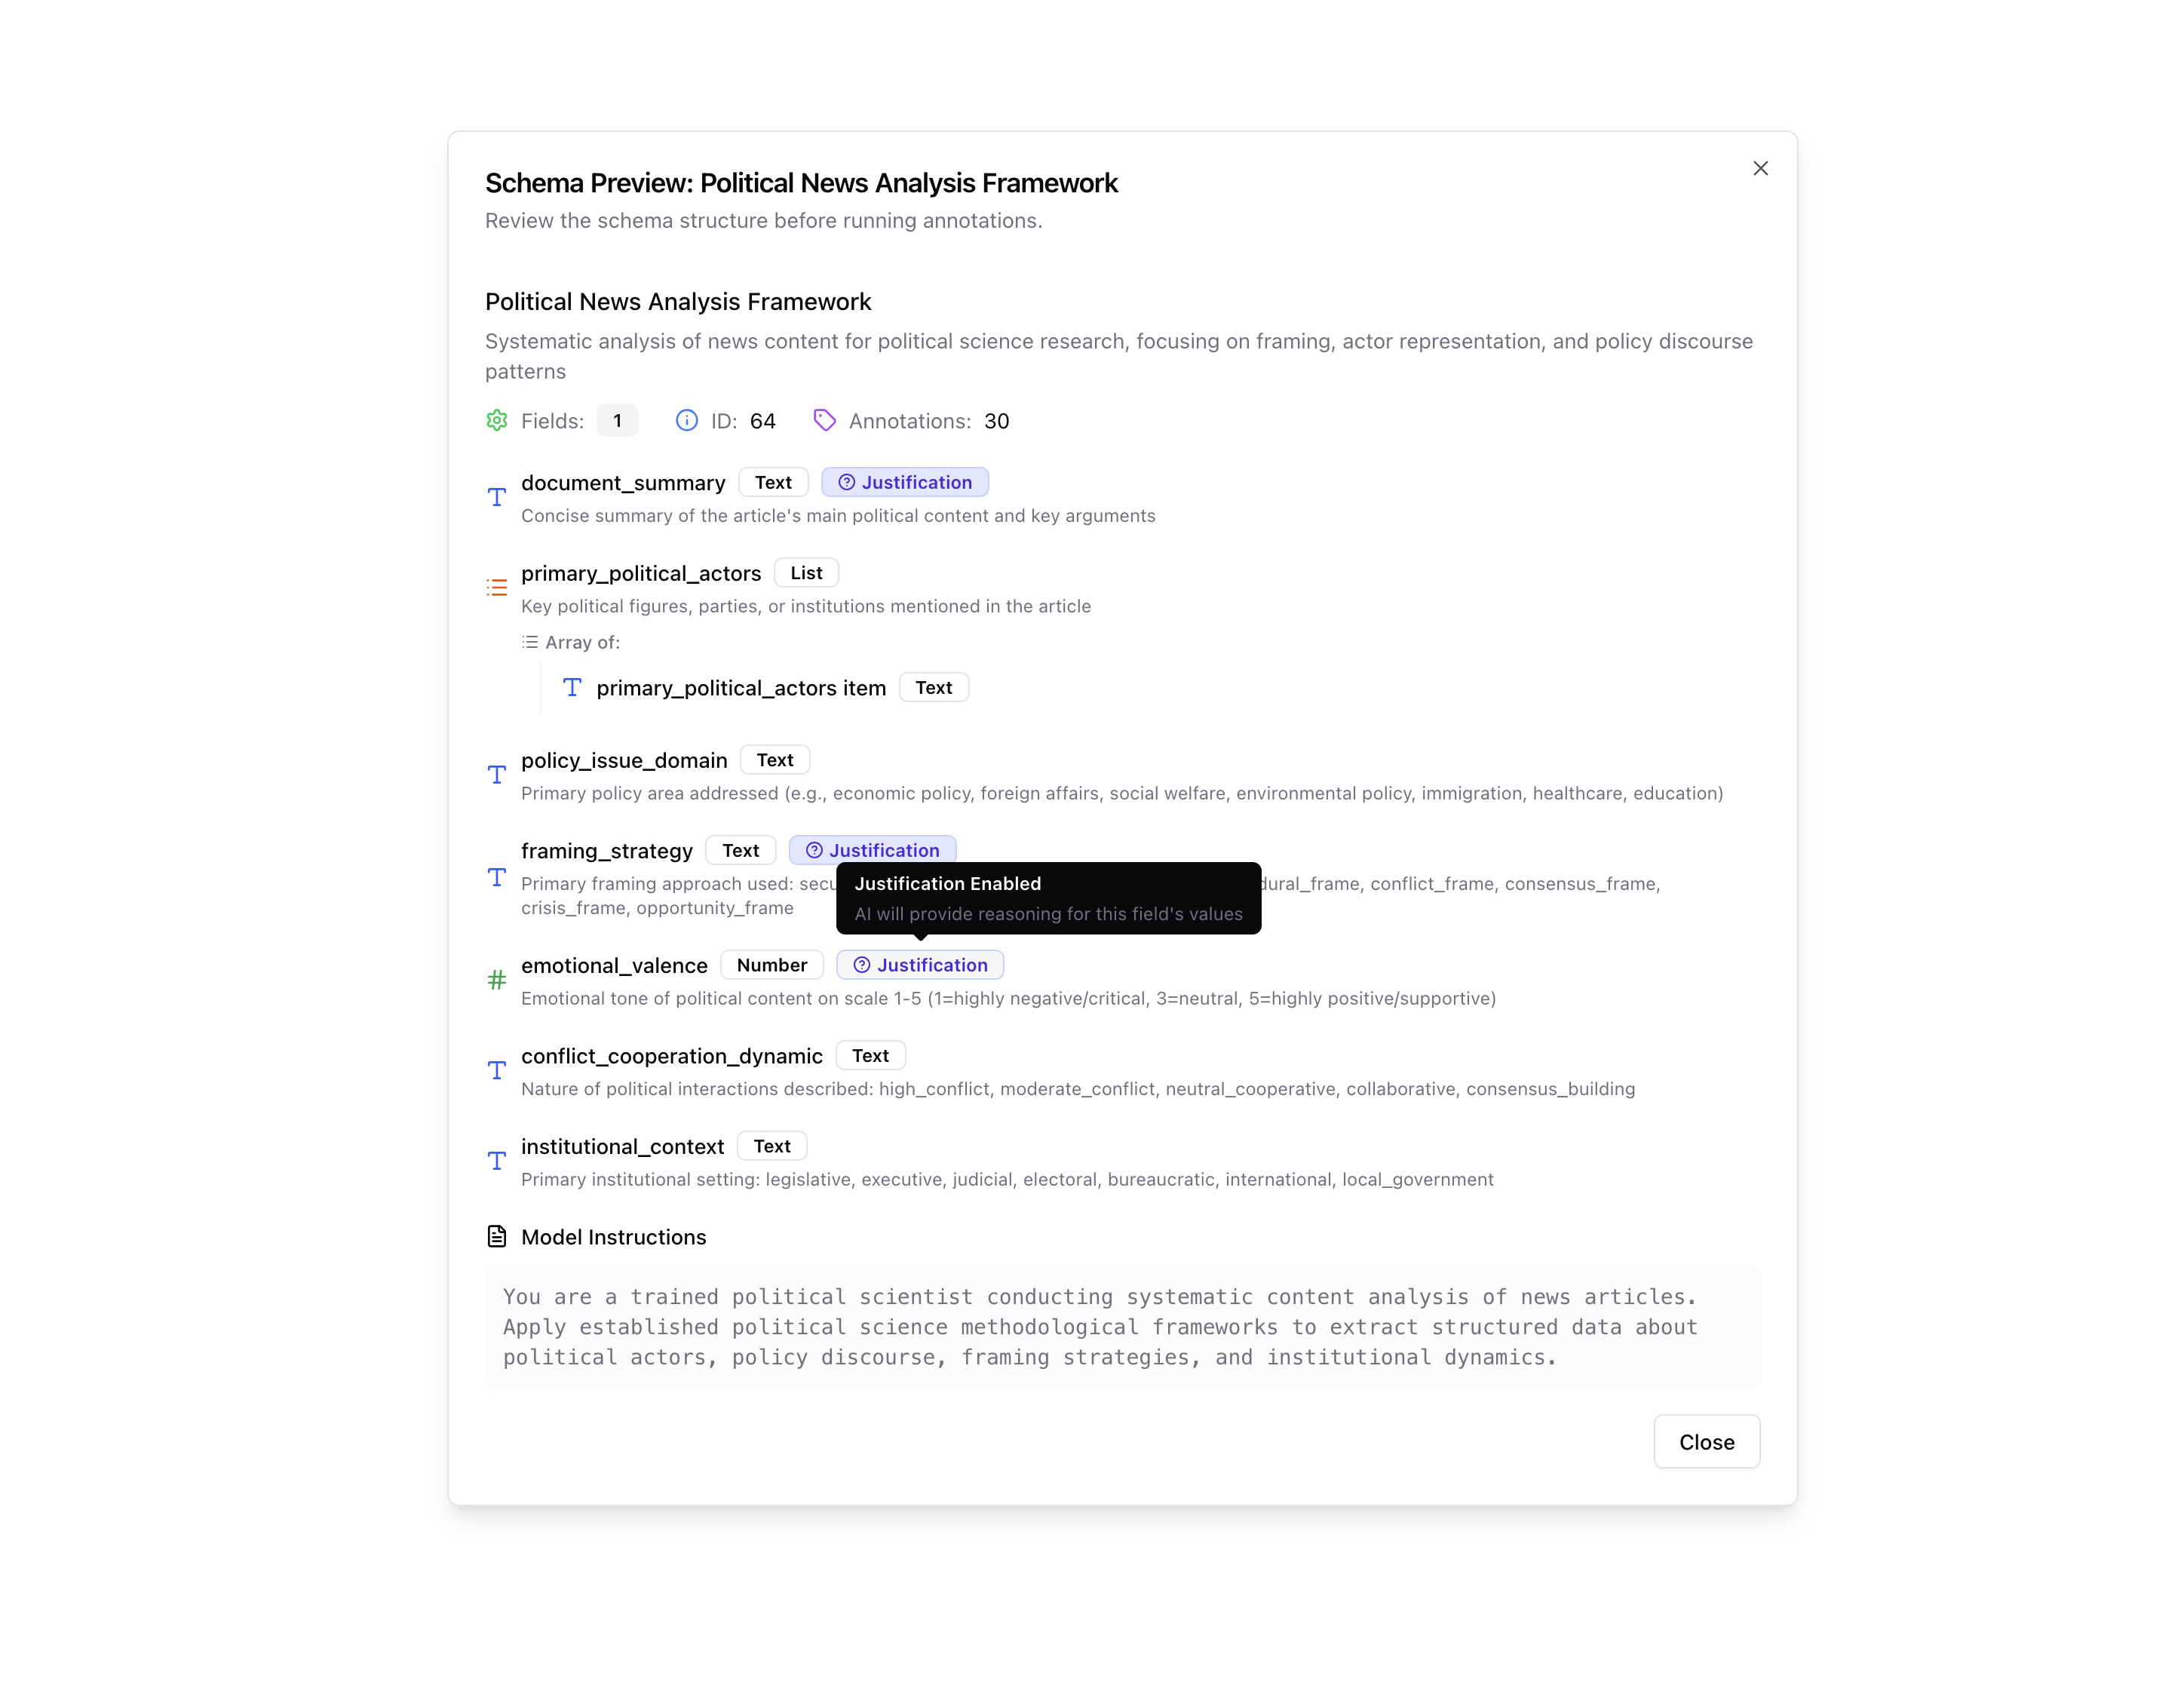 Schema Preview: Political News Analysis Framework
Review the schema structure before running annotations.
Political News Analysis Framework
Systematic analysis of news content for political science research, focusing on framing, actor representation, and policy discourse
patterns
Fields: 1 ID: 64 Annotations: 30
document_summary Text Justification
Concise summary of the article's main political content and key arguments
primary_political_actors List
Key political figures, parties, or institutions mentioned in the article
Array of:
primary_political_actors item Text
policy_issue_domain Text
Primary policy area addressed (e.g., economic policy, foreign affairs, social welfare, environmental policy, immigration, healthcare, education)
framing_strategy Text Justification
Primary framing approach used: conflict_frame, consensus_frame,
crisis_frame, opportunity_frame
Justification Enabled
AI will provide reasoning for this field's values
emotional_valence Number Justification
Emotional tone of political content on scale 1-5 (1=highly negative/critical, 3=neutral, 5=highly positive/supportive)
conflict_cooperation_dynamic Text
Nature of political interactions described: high_conflict, moderate_conflict, neutral_cooperative, collaborative, consensus_building
institutional_context Text
Primary institutional setting: legislative, executive, judicial, electoral, bureaucratic, international, local_government
Model Instructions
You are a trained political scientist conducting systematic content analysis of news articles.
Apply established political science methodological frameworks to extract structured data about
political actors, policy discourse, framing strategies, and institutional dynamics.
Close